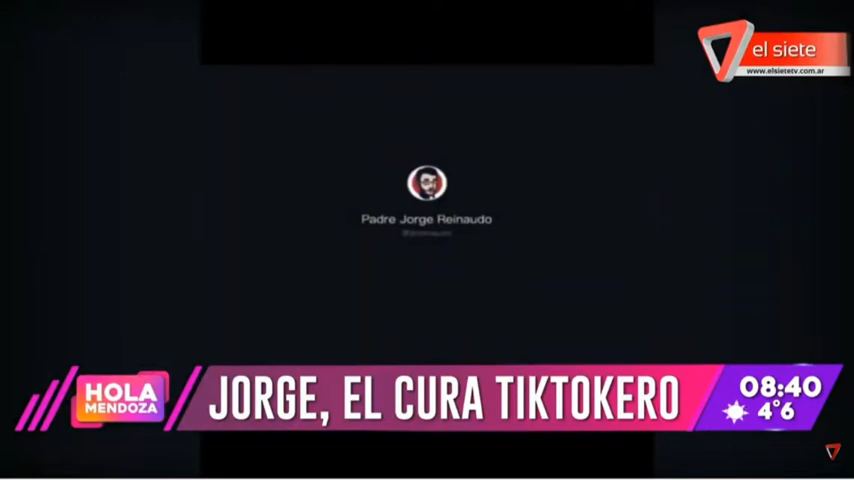 el siete
www.elsietetv.com.ar
Padre Jorge Reinaudo
HOLA
MENDOZA
JORGE, EL CURA TIKTOKERO
08:40
4°6